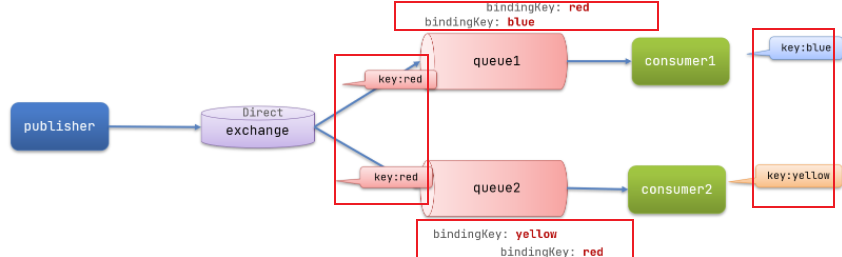 bindingKey: red
bindingKey: blue
queue1
consumer1
key:blue
key:red
Direct
exchange
publisher
key:red
queue2
consumer2
key:yellow
bindingKey: yellow
bindingKey: red